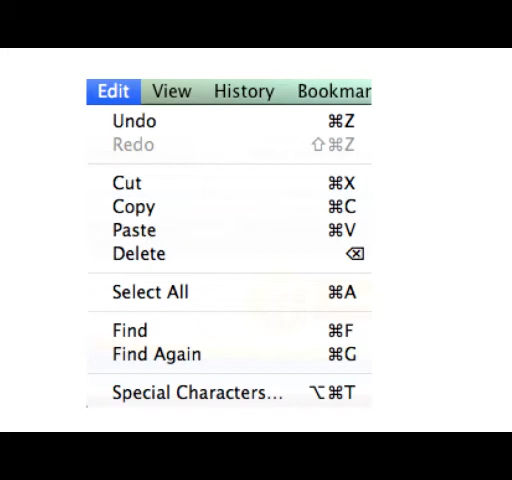 Edit View History Bookmar
Undo ⌘Z
Redo ⇧⌘Z
Cut ⌘X
Copy ⌘C
Paste ⌘V
Delete ⌫
Select All ⌘A
Find ⌘F
Find Again ⌘G
Special Characters... ⌥⌘T